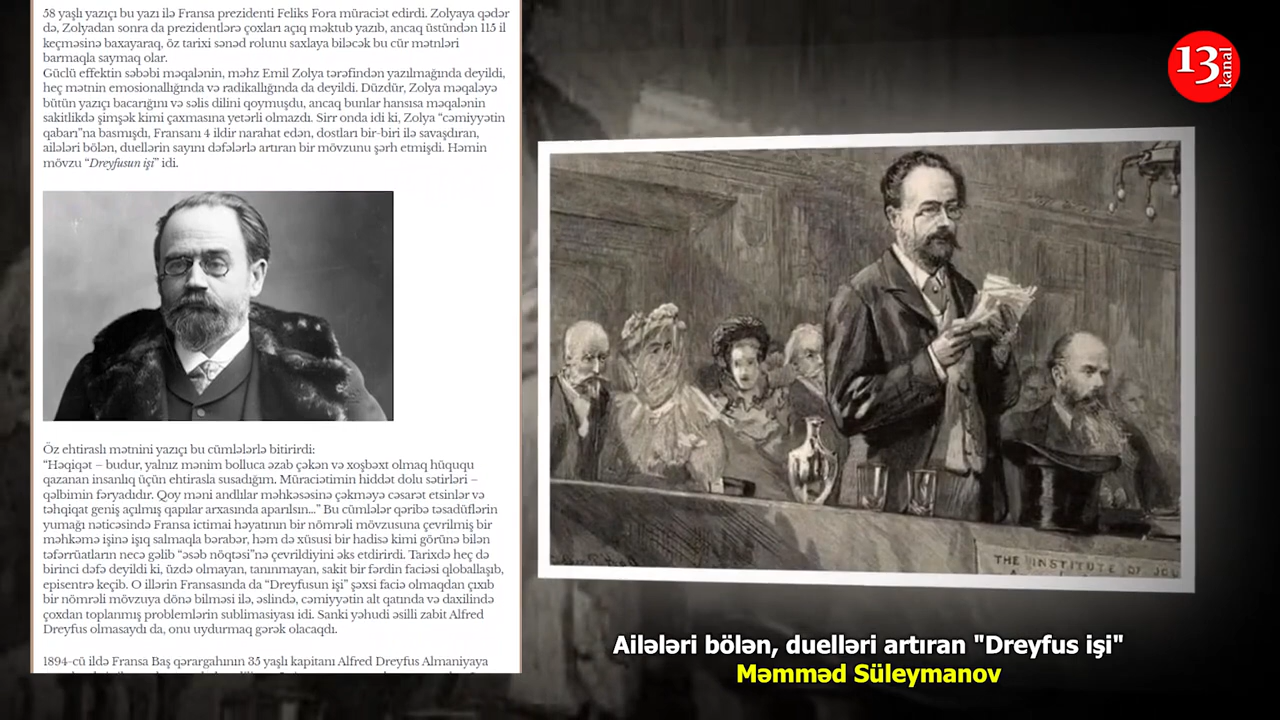 58 yaşlı yazıçı bu yazı ilə Fransa prezidenti Feliks Fora müraciət edirdi. Zolyaya qədər
də, Zolyadan sonra da prezidentlərə çoxları açıq məktub yazıb, ancaq üstündən 115 il
keçməsinə baxayaraq, öz tarixi sənəd rolunu saxlaya biləcək bu cür mətnləri
barmaqla saymaq olar.
Güclü effektin səbəbi məqalənin, məhz Emil Zolya tərəfindən yazılmağında deyildi,
heç mətnin emosionallığında və radikallığında da deyildi. Düzdür, Zolya məqaləyə
bütün yazıçı bacarığını və səlis dilini qoymuşdu, ancaq bunlar hansısa məqalənin
sakitlikdə şimşək kimi çaxmasına yetərli olmazdı. Sirr onda idi ki, Zolya “cəmiyyətin
qabarı”na basmışdı, Fransanı 4 ildir narahat edən, dostları bir-biri ilə savaşdıran,
ailələri bölən, duellərin sayını dəfələrlə artıran bir mövzunu şərh etmişdi. Həmin
mövzu “Dreyfusun işi” idi.
Öz ehtiraslı mətnini yazıçı bu cümlələrlə bitirirdi:
“Həqiqət – budur, yalnız mənim bolluca əzab çəkən və xoşbəxt olmaq hüququ
qazanan insanlıq üçün ehtirasla susadığım. Müraciətimin hiddət dolu sətirləri –
qəlbimin fəryadıdır. Qoy məni andlılar məhkəsəsinə çəkməyə cəsarət etsinlər və
təhqiqat geniş açılmış qapılar arxasında aparılsın...” Bu cümlələr qəribə təsadüflərin
yumağı nəticəsində Fransa ictimai həyatının bir nömrəli mövzusuna çevrilmiş bir
məhkəmə işinə işıq salmaqla bərabər, həm də xüsusi bir hadisə kimi görünə bilən
təfərrüatların necə gəlib “əsəb nöqtəsi”nə çevrildiyini əks etdirirdi. Tarixdə heç də
birinci dəfə deyildi ki, üzdə olmayan, tanınmayan, sakit bir fərdin faciəsi qloballaşıb,
episentrə keçib. O illərin Fransasında da “Dreyfusun işi” şəxsi faciə olmaqdan çıxıb
bir nömrəli mövzuya dönə bilməsi ilə, əslində, cəmiyyətin alt qatında və daxilində
çoxdan toplanmış problemlərin sublimasiyası idi. Sanki yəhudi əsilli zabit Alfred
Dreyfus olmasaydı da, onu uydurmaq gərək olacaqdı.
1894-cü ildə Fransa Baş qərargahının 35 yaşlı kapitanı Alfred Dreyfus Almaniyaya
13 kanal
THE INSTITUTE OF JOU
Ailələri bölən, duelləri artıran "Dreyfus işi"
Məmməd Süleymanov